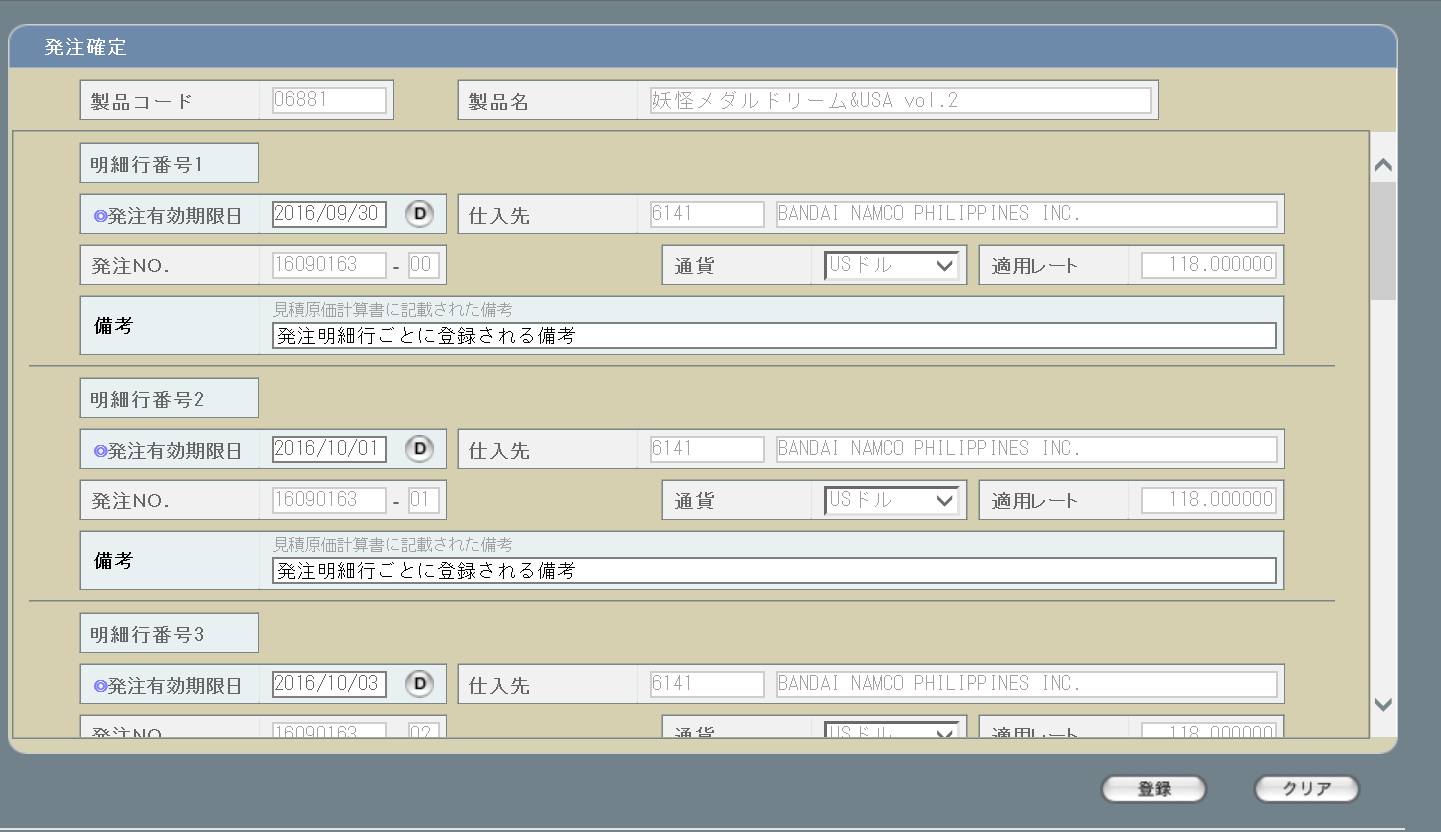 発注確定
製品コード 06881 製品名 妖怪メダルドリーム&USA vol.2
明細行番号1
◎発注有効期限日 2016/09/30 D 仕入先 6141 BANDAI NAMCO PHILIPPINES INC.
発注NO. 16090163 - 00 通貨 USドル 適用レート 118.000000
備考 見積原価計算書に記載された備考
発注明細行ごとに登録される備考
明細行番号2
◎発注有効期限日 2016/10/01 D 仕入先 6141 BANDAI NAMCO PHILIPPINES INC.
発注NO. 16090163 - 01 通貨 USドル 適用レート 118.000000
備考 見積原価計算書に記載された備考
発注明細行ごとに登録される備考
明細行番号3
◎発注有効期限日 2016/10/03 D 仕入先 6141 BANDAI NAMCO PHILIPPINES INC.
発注NO. 16090163 - 02 通貨 USドル 適用レート 118.000000
登録 クリア